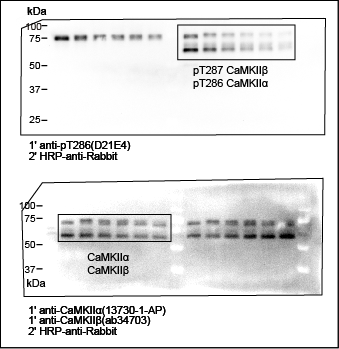 kDa
100
75
50
37
25
pT287 CaMKIIβ
pT286 CaMKIIα
1' anti-pT286(D21E4)
2' HRP-anti-Rabbit
100
75
50
37
kDa
CaMKIIα
CaMKIIβ
1' anti-CaMKIIα(13730-1-AP)
1' anti-CaMKIIβ(ab34703)
2' HRP-anti-Rabbit